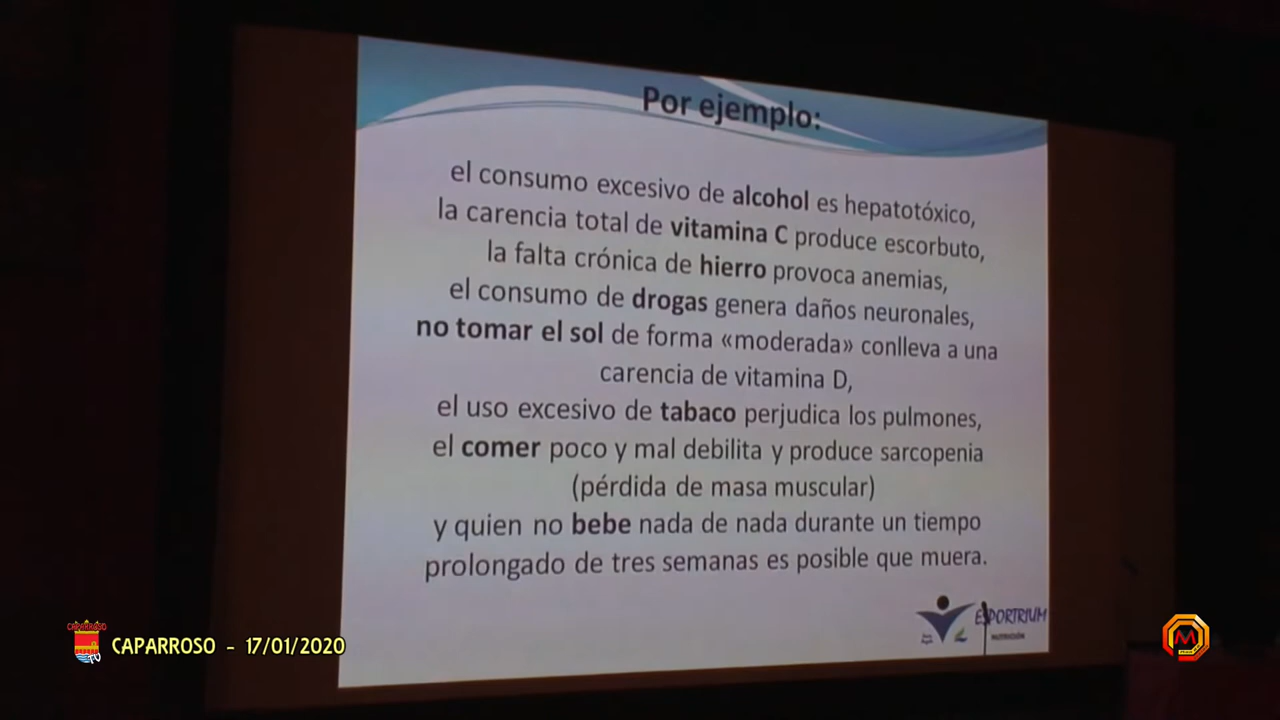 Por ejemplo:
el consumo excesivo de alcohol es hepatotóxico,
la carencia total de vitamina C produce escorbuto,
la falta crónica de hierro provoca anemias,
el consumo de drogas genera daños neuronales,
no tomar el sol de forma «moderada» conlleva a una
carencia de vitamina D,
el uso excesivo de tabaco perjudica los pulmones,
el comer poco y mal debilita y produce sarcopenia
(pérdida de masa muscular)
y quien no bebe nada de nada durante un tiempo
prolongado de tres semanas es posible que muera.
ESPORTRIUM
NUTRICIÓN
CAPARROSO
TV
CAPARROSO - 17/01/2020
M